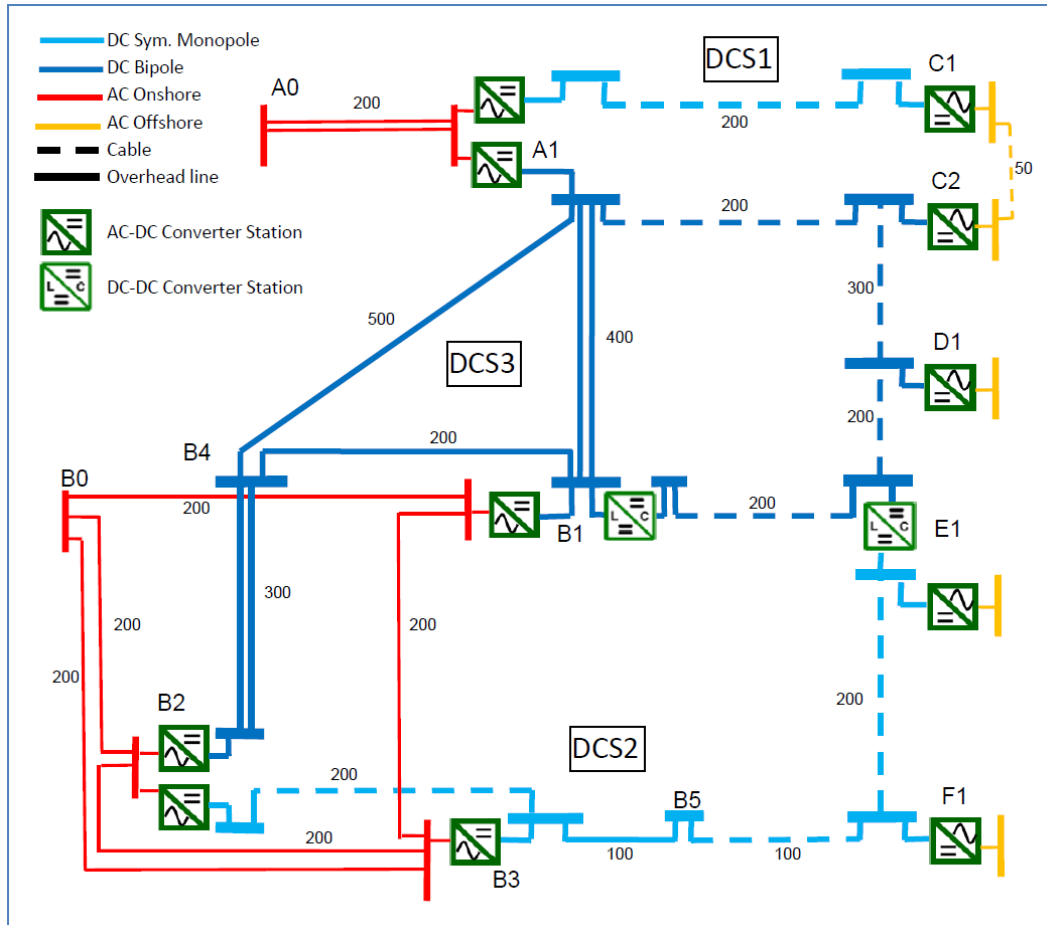 DC Sym. Monopole
DC Bipole
AC Onshore
AC Offshore
Cable
Overhead line
AC-DC Converter Station
L C
DC-DC Converter Station
DCS1
A0
200
A1
C1
200
50
C2
200
300
500
400
DCS3
D1
200
B4
200
B0
200
B1
L C
200
L C
E1
300
200
200
200
200
B2
DCS2
200
B5
F1
200
B3
100
100